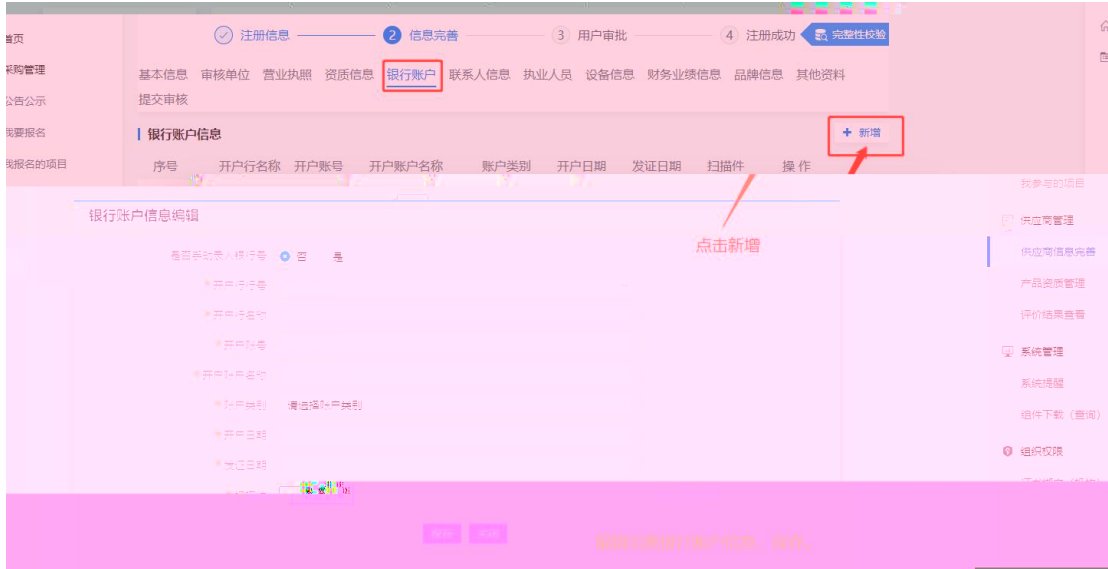 注册信息 2 信息完善 3 用户审批 4 注册成功 完整性校验
首页
采购管理
基本信息 审核单位 营业执照 资质信息 银行账户 联系人信息 执业人员 设备信息 财务业绩信息 品牌信息 其他资料
公告公示
提交审核
我要报名
银行账户信息
+ 新增
我报名的项目
序号 开户行名称 开户账号 开户账户名称 账户类别 开户日期 发证日期 扫描件 操作
我参与的项目
银行账户信息编辑
供应商管理
点击新增
是否手动录入银行号 否 是
供应商信息完善
*开户行行号
产品资质管理
*开户行名称
评价结果查看
*开户账号
系统管理
*开户账户名称
系统提醒
*账户类别 请选择账户类别
组件下载（查询）
*开户日期
组织权限
*发证日期